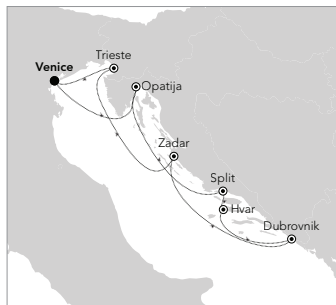 Trieste
Venice
Opatija
Zadar
Split
Hvar
Dubrovnik